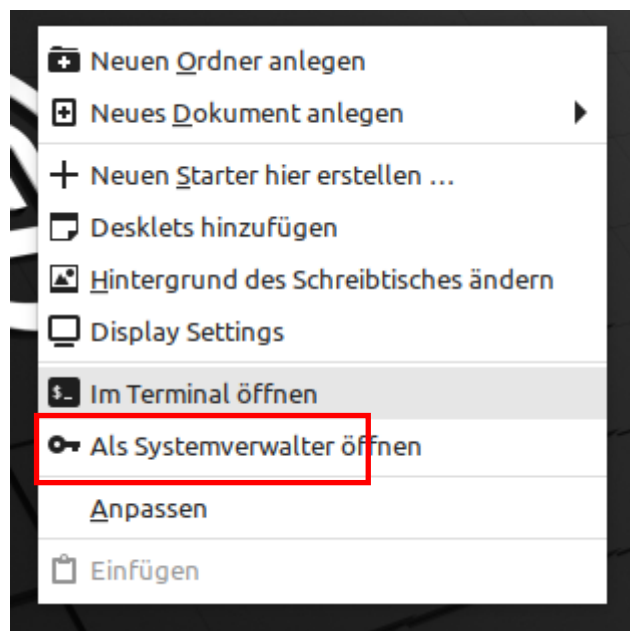 Neuen Ordner anlegen
Neues Dokument anlegen
Neuen Starter hier erstellen …
Desklets hinzufügen
Hintergrund des Schreibtisches ändern
Display Settings
$_ Im Terminal öffnen
Als Systemverwalter öffnen
Anpassen
Einfügen